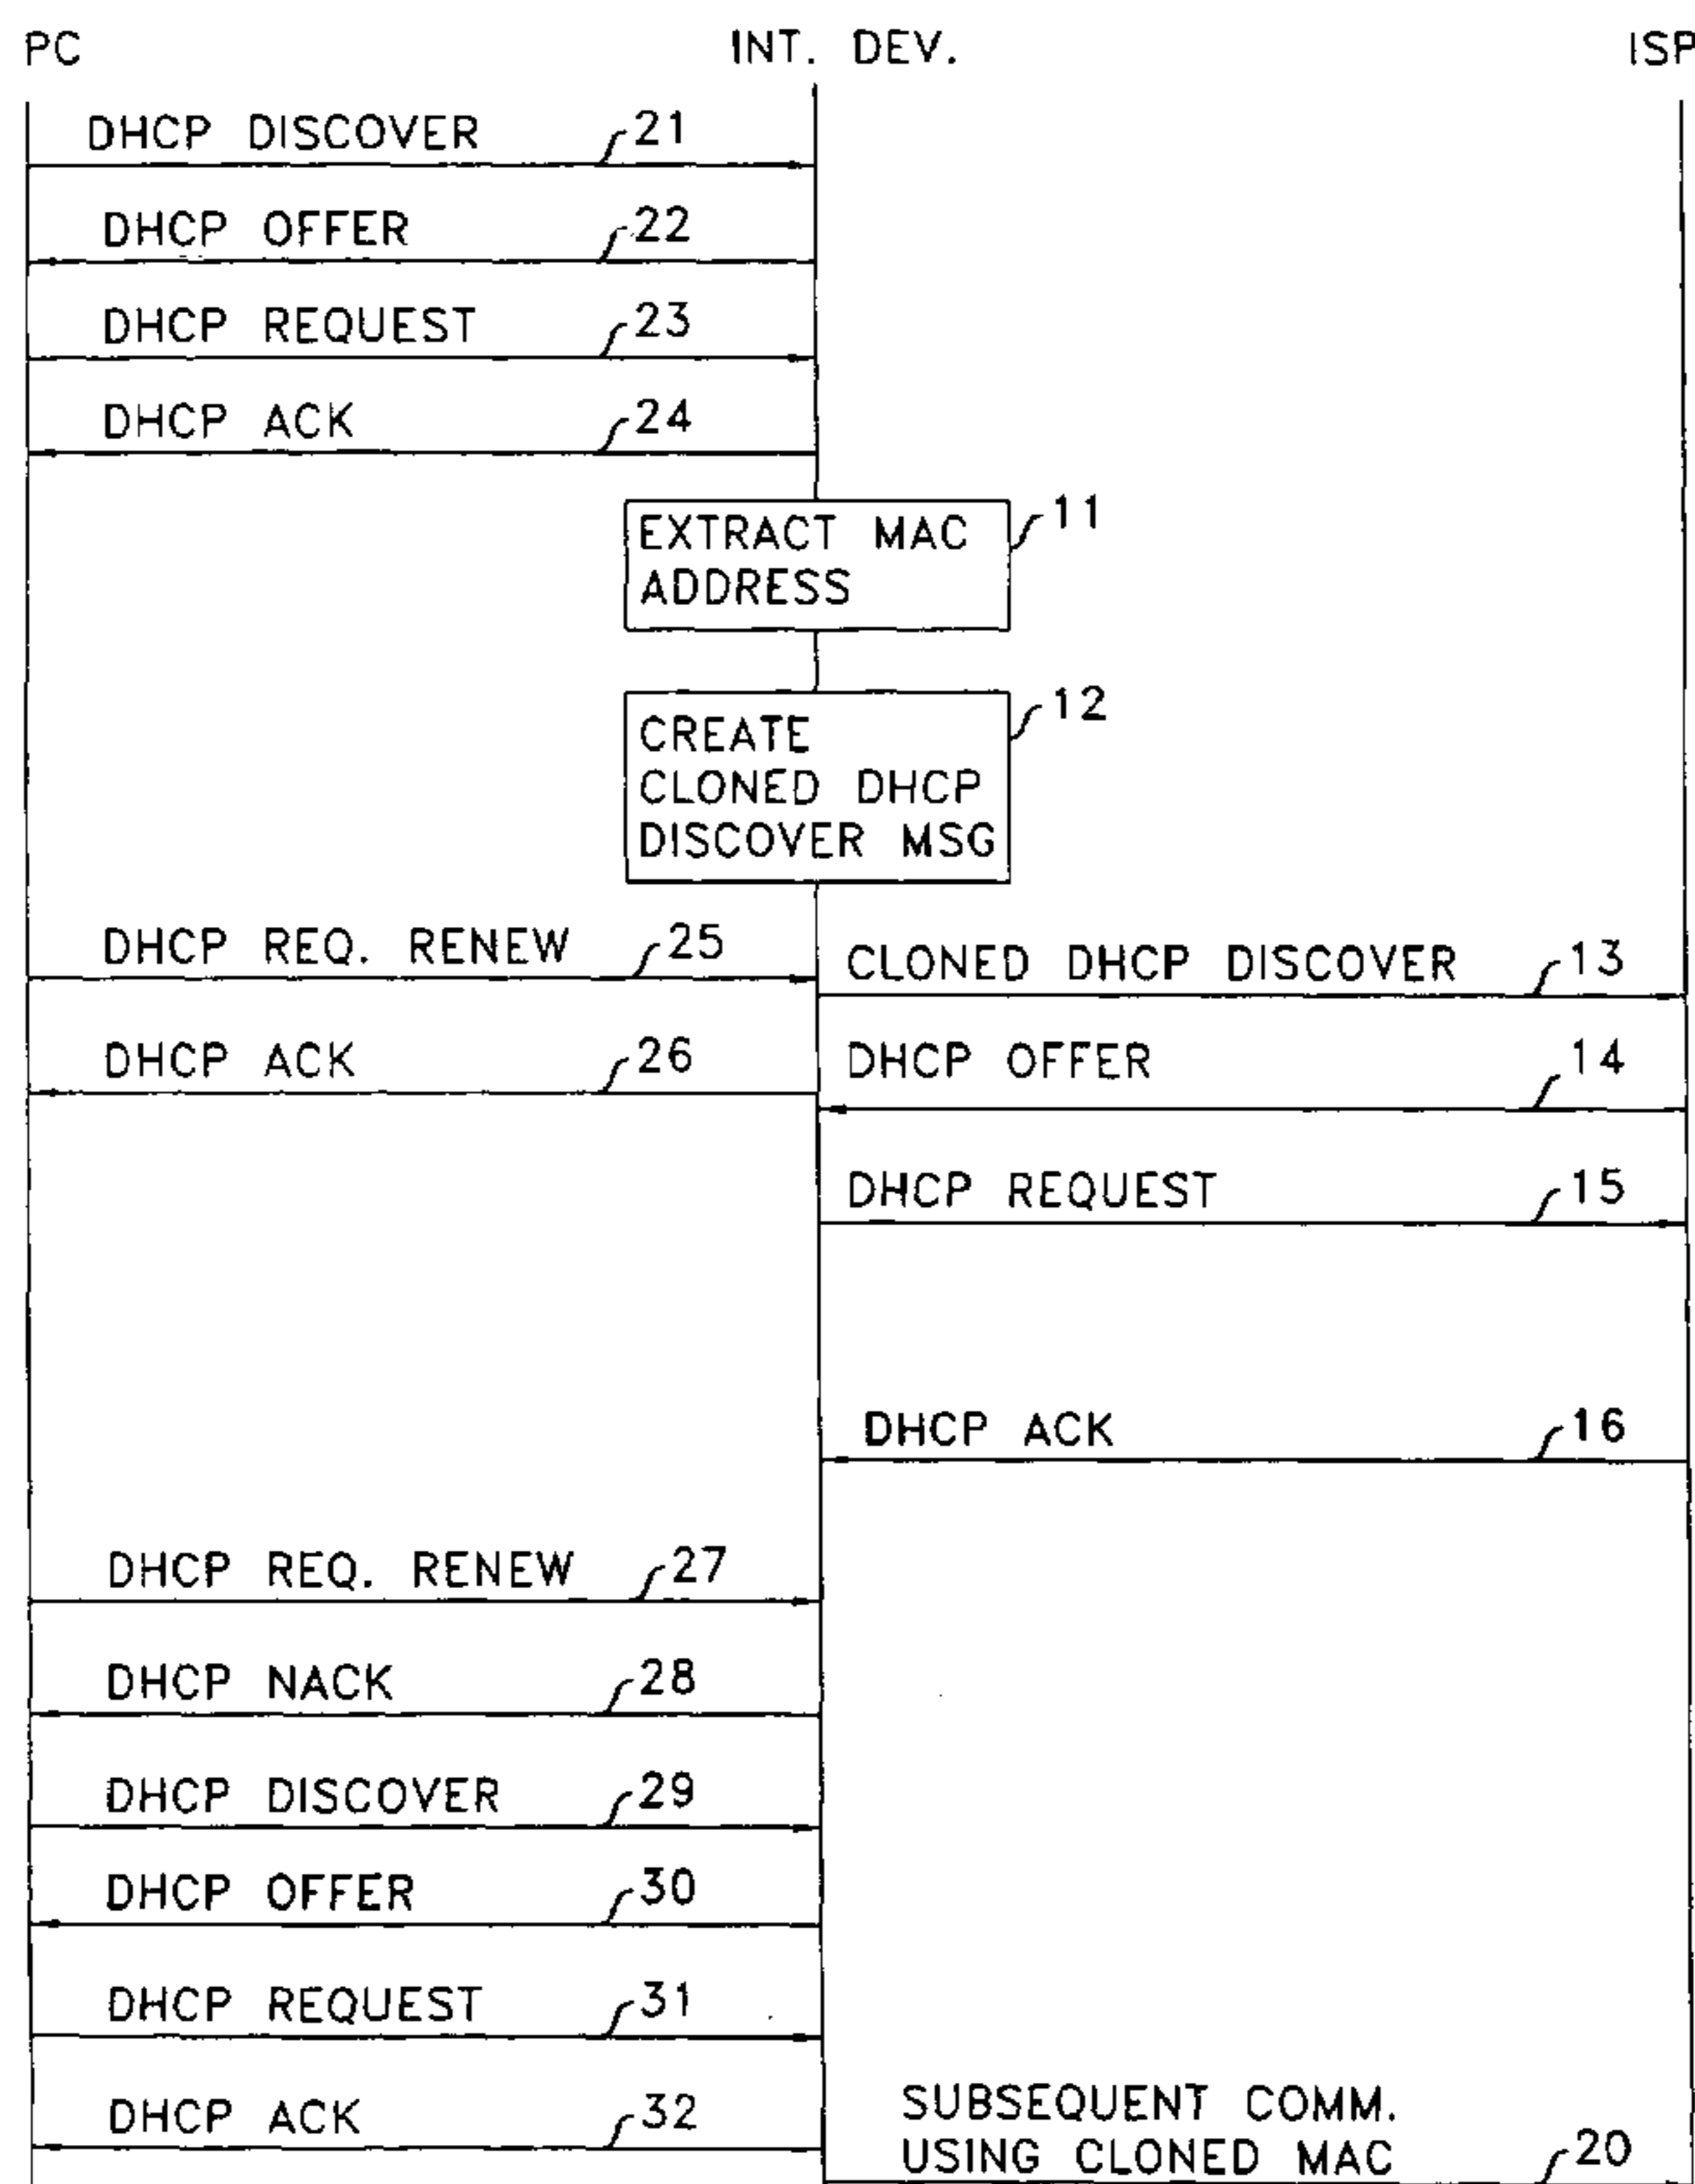 PC INT. DEV. ISP
DHCP DISCOVER 21
DHCP OFFER 22
DHCP REQUEST 23
DHCP ACK 24
EXTRACT MAC 11
ADDRESS
CREATE 12
CLONED DHCP
DISCOVER MSG
DHCP REQ. RENEW 25
CLONED DHCP DISCOVER 13
DHCP ACK 26
DHCP OFFER 14
DHCP REQUEST 15
DHCP ACK 16
DHCP REQ. RENEW 27
DHCP NACK 28
DHCP DISCOVER 29
DHCP OFFER 30
DHCP REQUEST 31
DHCP ACK 32
SUBSEQUENT COMM.
USING CLONED MAC 20